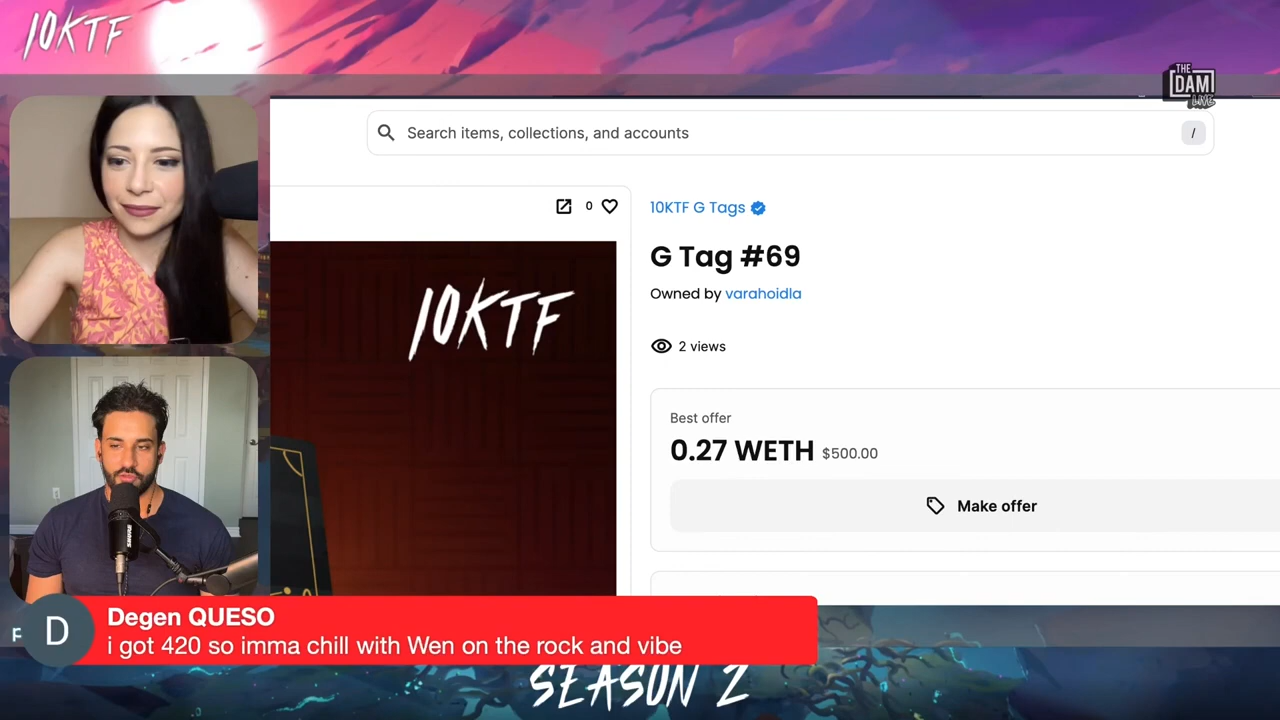 10KTF
THE
DAM
LIVE
Search items, collections, and accounts
/
0
10KTF G Tags
G Tag #69
10KTF
Owned by varahoidla
2 views
Best offer
0.27 WETH $500.00
Make offer
SHURE
F
D
Degen QUESO
i got 420 so imma chill with Wen on the rock and vibe
SEASON 2